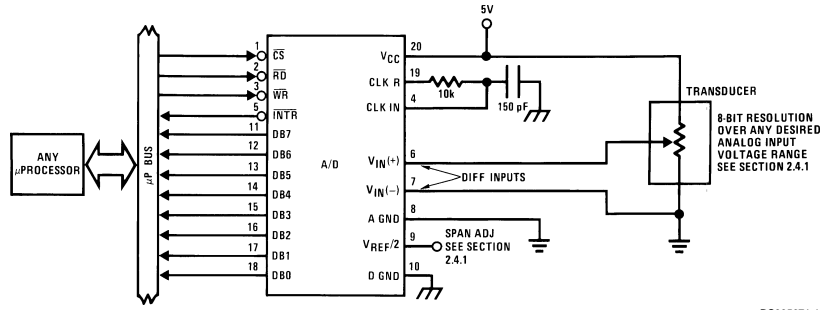 5V
1 CS 20 VCC
2 RD 19 CLK R 10k
3 WR 4 CLK IN 150 pF
5 INTR
11 DB7
12 DB6
13 DB5
14 DB4
15 DB3
16 DB2
17 DB1
18 DB0
ANY
µPROCESSOR
µP BUS
A/D
6 VIN(+)
DIFF INPUTS
7 VIN(−)
8 A GND
9 VREF/2
SPAN ADJ
SEE SECTION
2.4.1
10 D GND
TRANSDUCER
8-BIT RESOLUTION
OVER ANY DESIRED
ANALOG INPUT
VOLTAGE RANGE
SEE SECTION 2.4.1